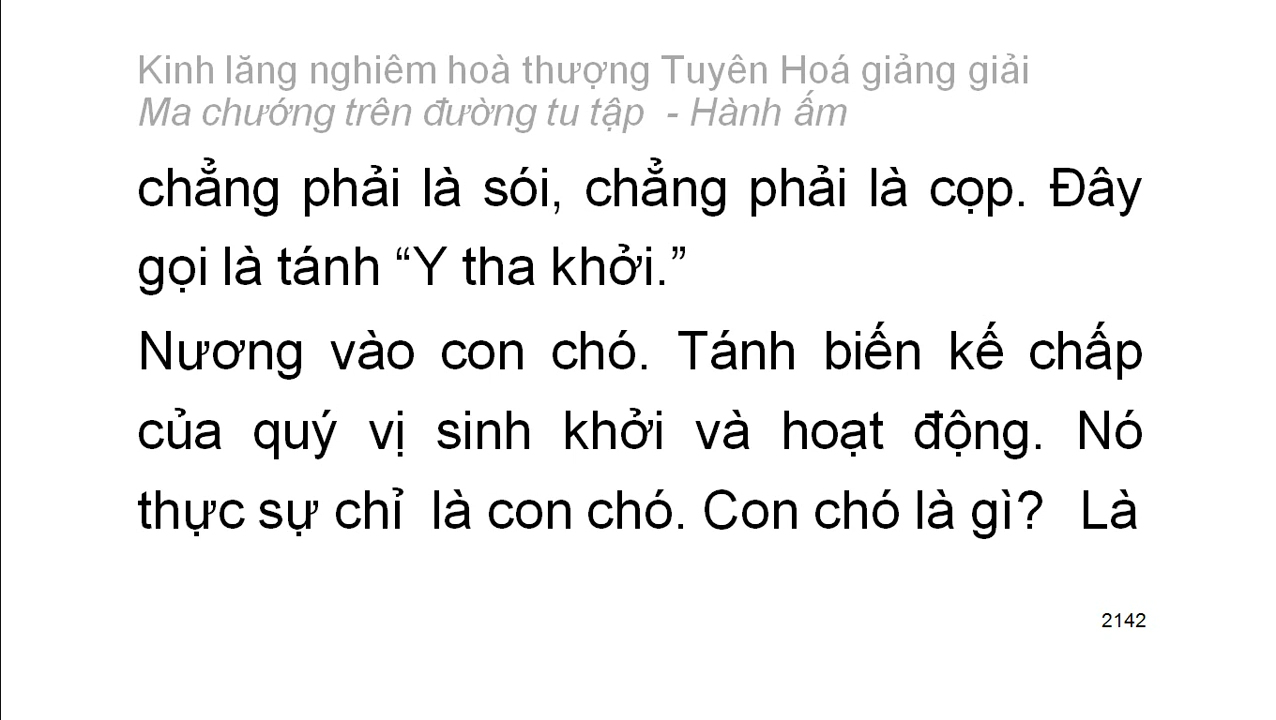 Kinh lăng nghiêm hoà thượng Tuyên Hoá giảng giải
Ma chướng trên đường tu tập - Hành ấm
chẳng phải là sói, chẳng phải là cọp. Đây
gọi là tánh “Y tha khởi.”
Nương vào con chó. Tánh biến kế chấp
của quý vị sinh khởi và hoạt động. Nó
thực sự chỉ là con chó. Con chó là gì? Là
2142